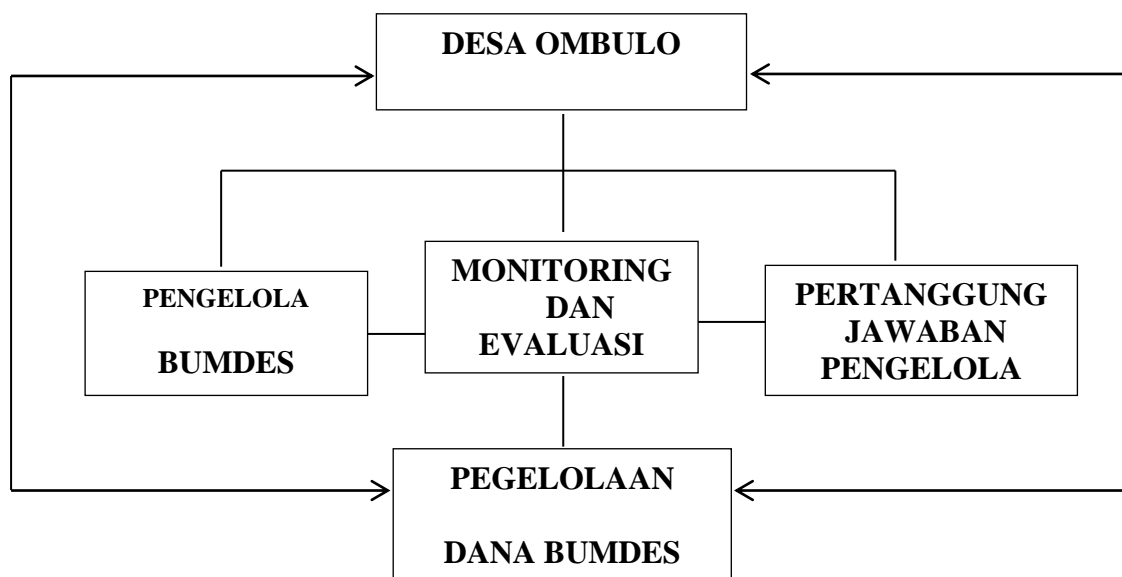 DESA OMBULO
PENGELOLA
BUMDES
MONITORING
DAN
EVALUASI
PERTANGGUNG
JAWABAN
PENGELOLA
PEGELOLAAN
DANA BUMDES